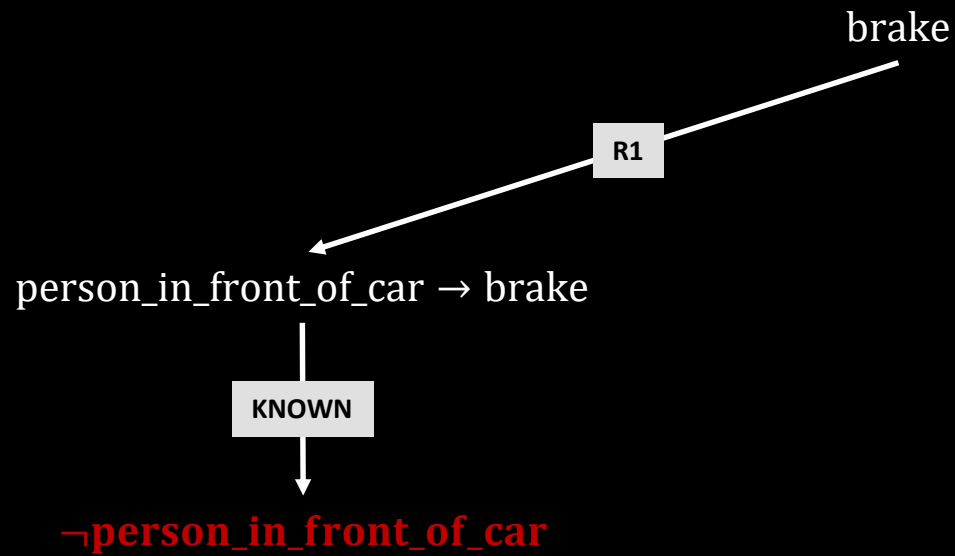 brake
R1
person_in_front_of_car → brake
KNOWN
¬person_in_front_of_car